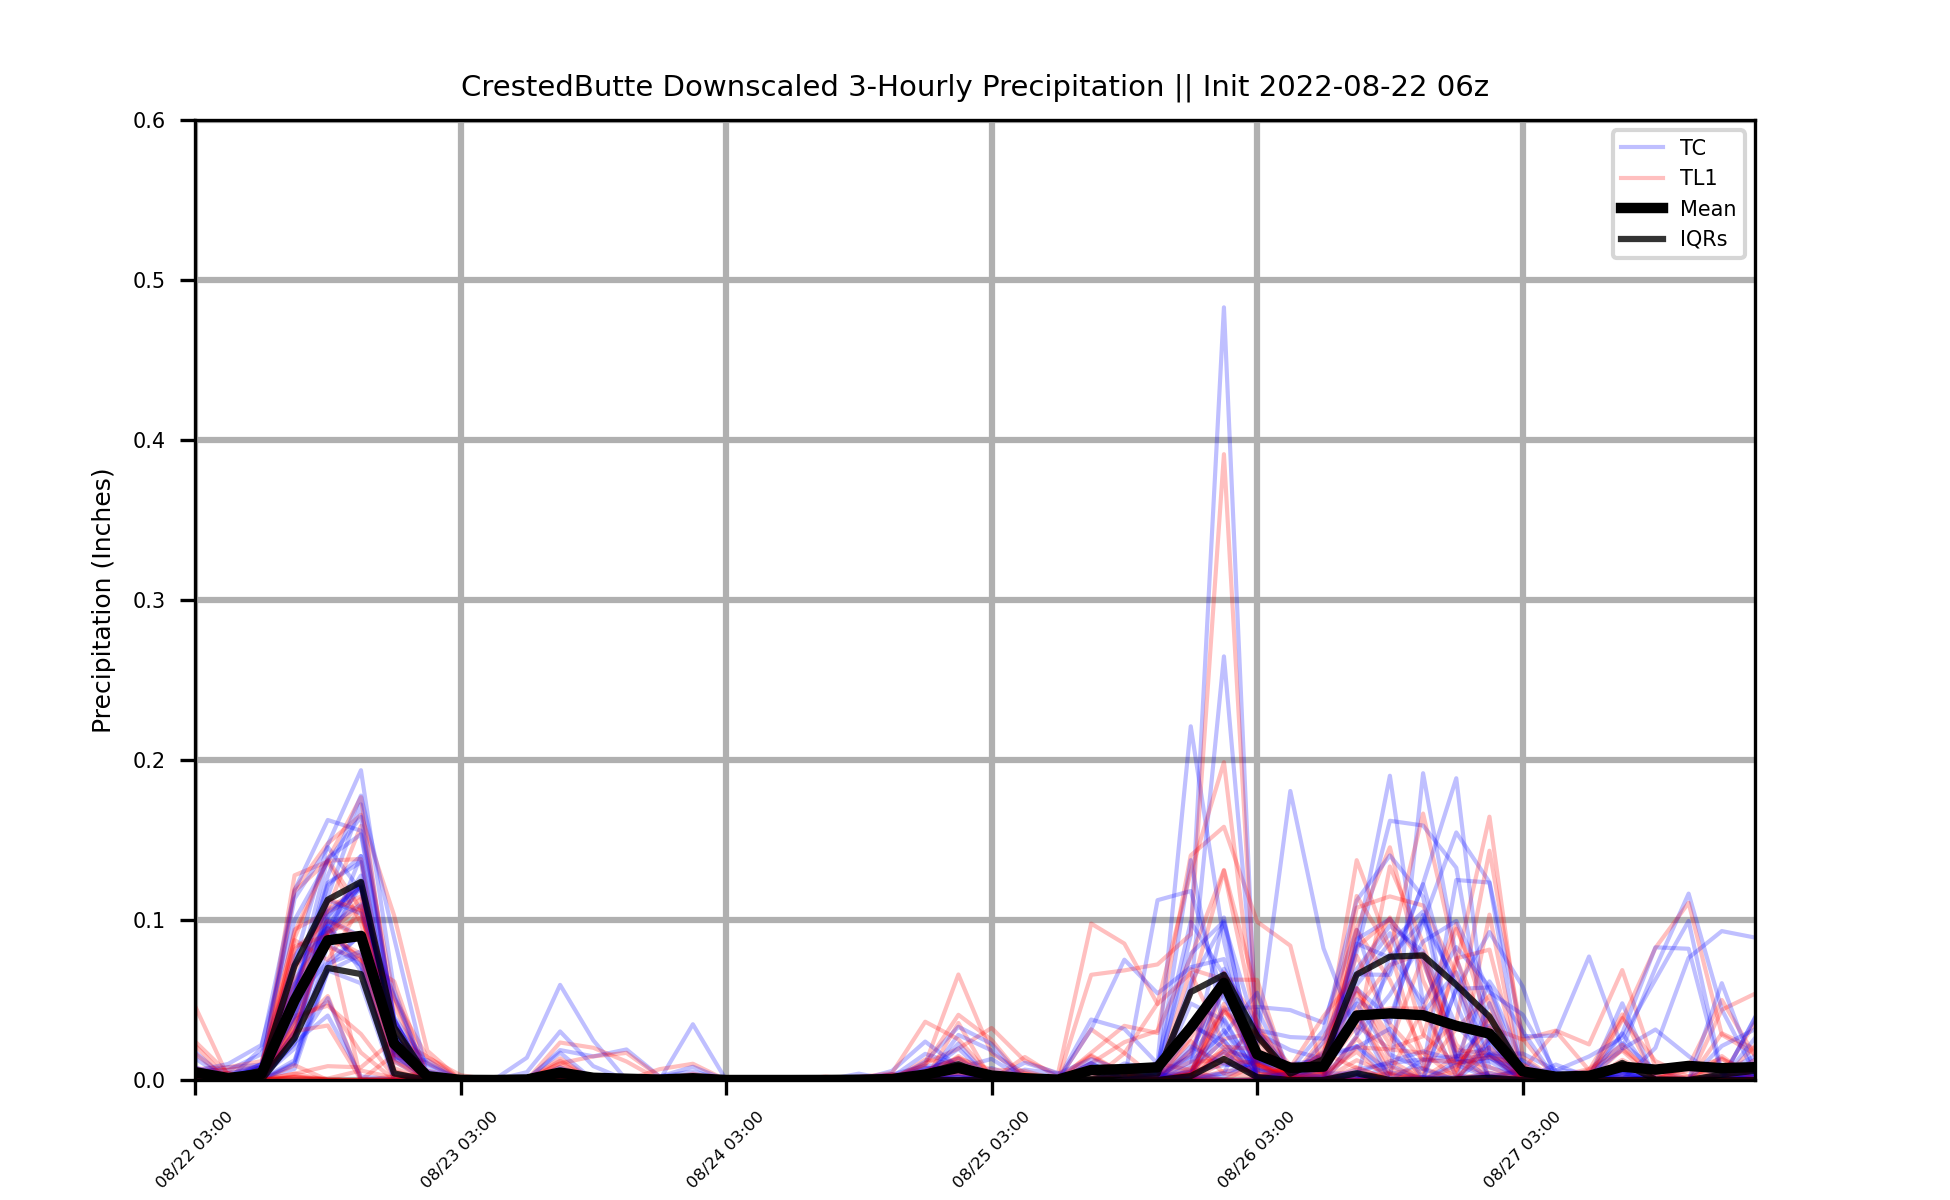 CrestedButte Downscaled 3-Hourly Precipitation || Init 2022-08-22 06z
TC
TL1
Mean
IQRs
Precipitation (Inches)
0.6
0.5
0.4
0.3
0.2
0.1
0.0
08/22 03:00
08/23 03:00
08/24 03:00
08/25 03:00
08/26 03:00
08/27 03:00